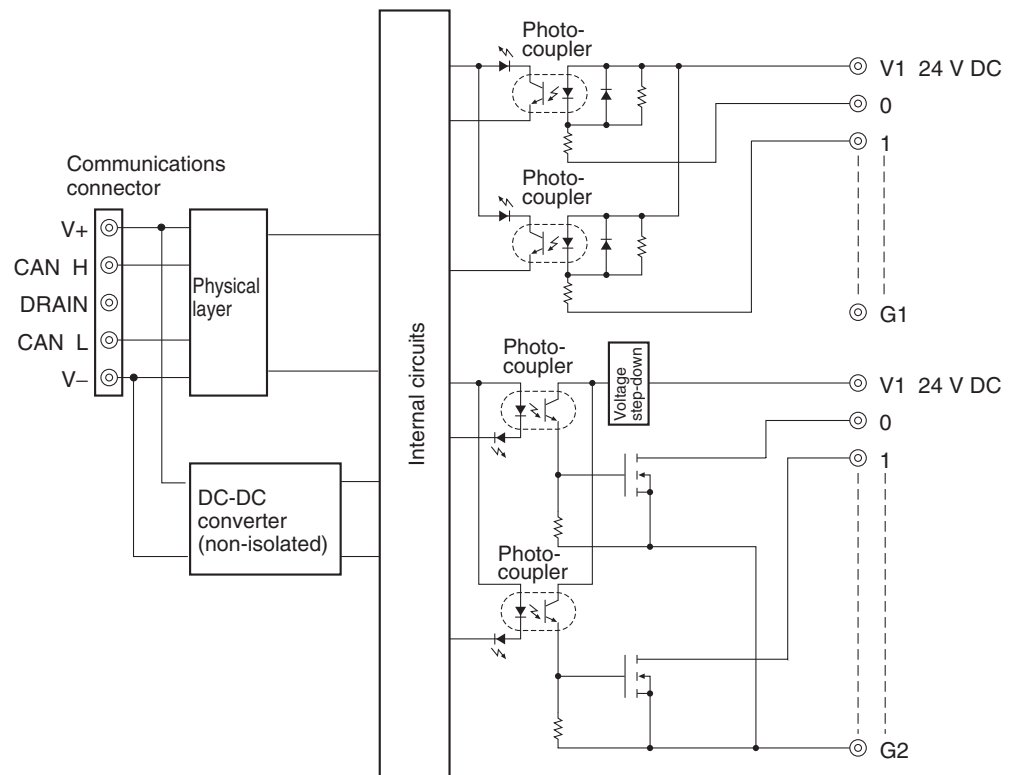 Photo-
coupler
V1 24 V DC
0
1
Communications
connector
Photo-
coupler
V+
CAN H
DRAIN
CAN L
V–
Physical
layer
G1
Internal circuits
Photo-
coupler
Voltage
step-down
V1 24 V DC
0
1
DC-DC
converter
(non-isolated)
Photo-
coupler
G2